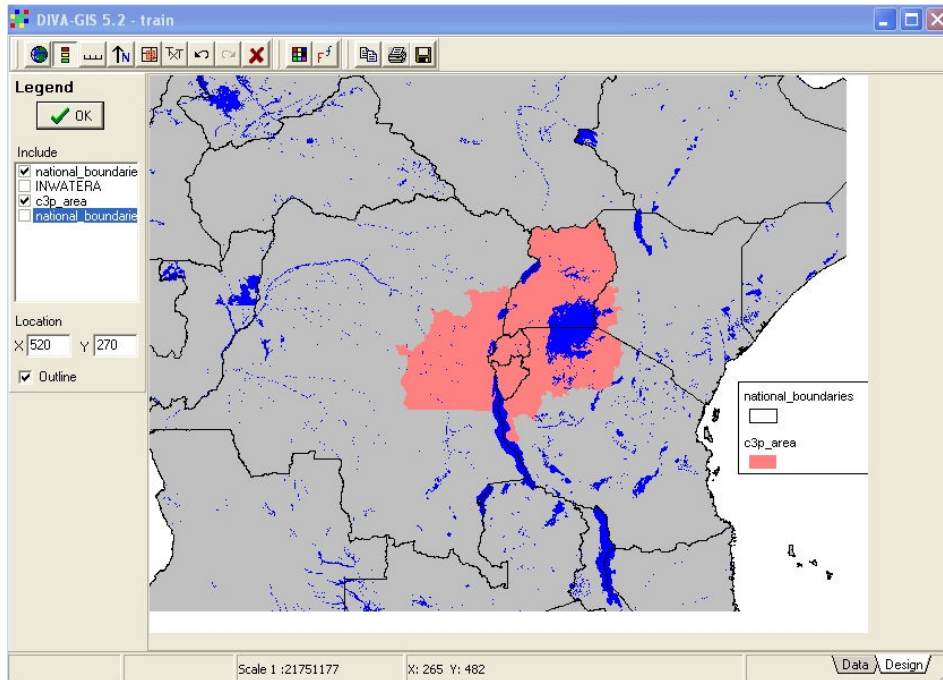 DIVA-GIS 5.2 - train
N
TXT
F f
Legend
OK
Include
national_boundarie
INWATERA
c3p_area
national_boundarie
Location
X 520 Y 270
Outline
national_boundaries
c3p_area
Scale 1 :21751177
X: 265 Y: 482
Data
Design